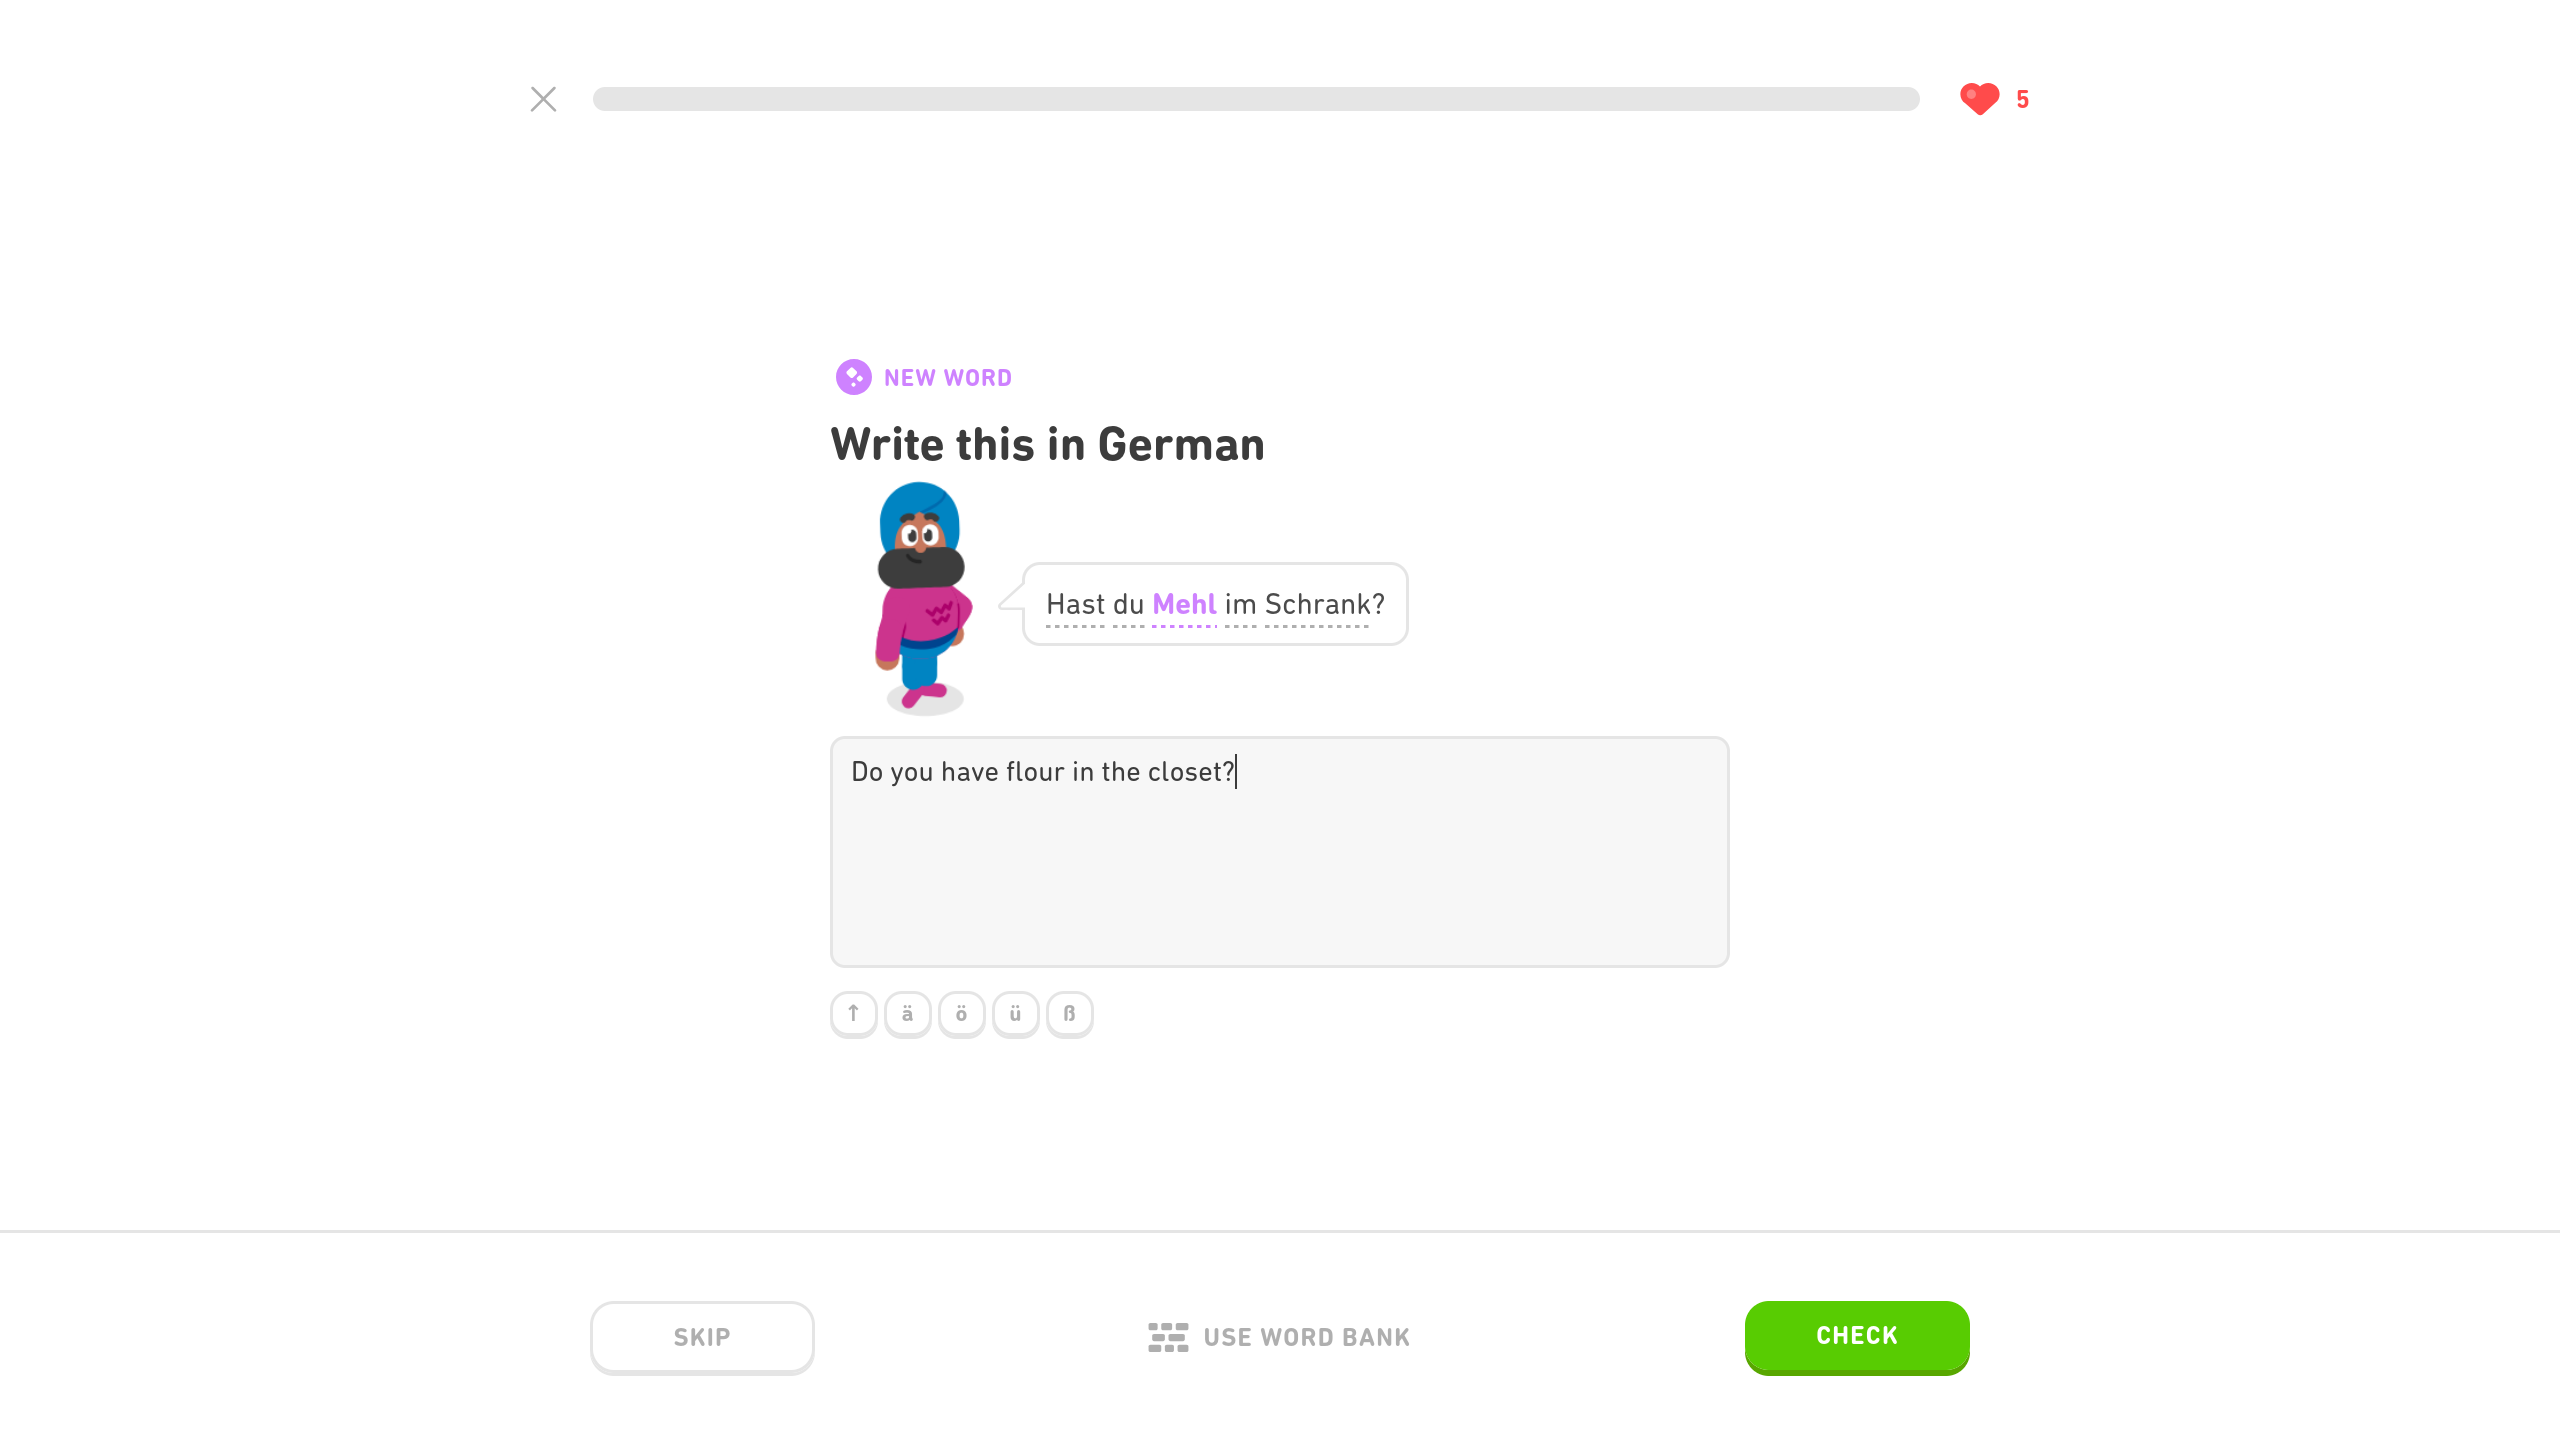 5
NEW WORD
Write this in German
Hast du Mehl im Schrank?
Do you have flour in the closet?
↑ ä ö ü ß
SKIP
USE WORD BANK
CHECK